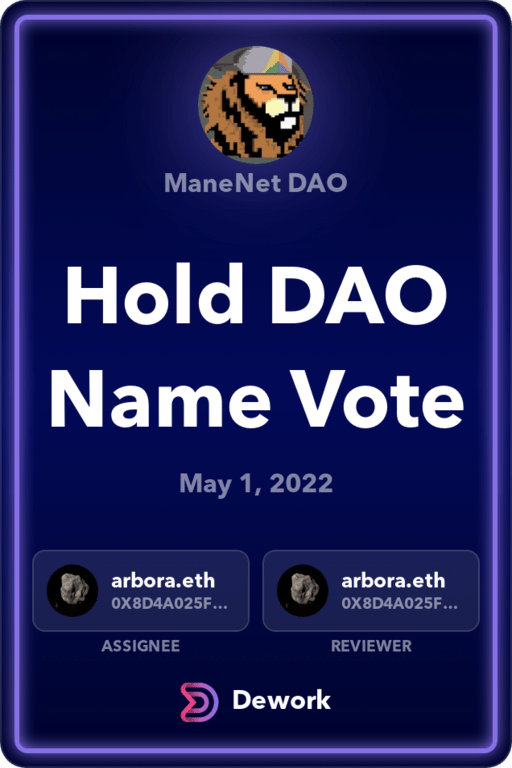 ManeNet DAO
Hold DAO
Name Vote
May 1, 2022
arbora.eth
0X8D4A025F...
ASSIGNEE
arbora.eth
0X8D4A025F...
REVIEWER
Dework